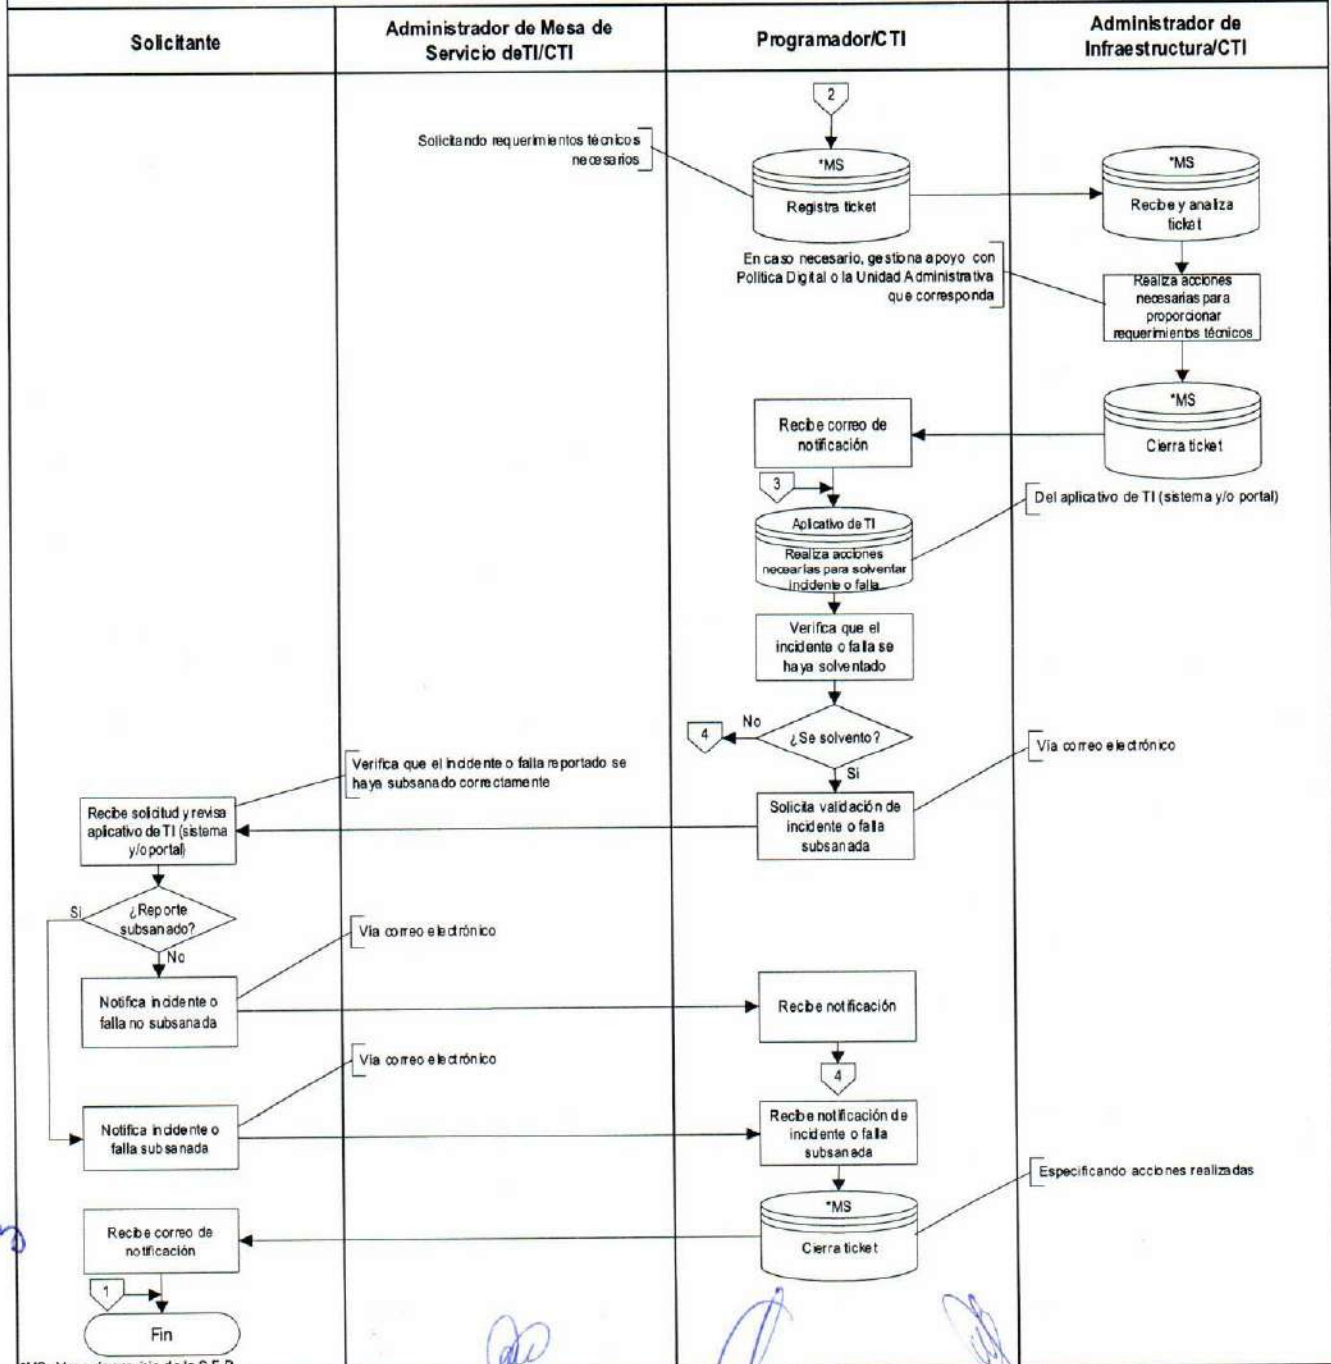 Solicitante
Administrador de Mesa de
Servicio deTI/CTI
Programador/CTI
Administrador de
Infraestructura/CTI
2
Solicitando requerimientos técnicos
necesarios
*MS
Registra ticket
*MS
Recibe y analiza
ticket
En caso necesario, gestiona apoyo con
Política Digital o la Unidad Administrativa
que corresponda
Realiza acciones
necesarias para
proporcionar
requerimientos técnicos
*MS
Cierra ticket
Recibe correo de
notificación
3
Del aplicativo de TI (sistema y/o portal)
Aplicativo de TI
Realiza acciones
necearías para solventar
incidente o falla
Verifica que el
incidente o falla se
haya solventado
4
No
¿Se solvento?
Si
Vía correo electrónico
Verifica que el incidente o falla reportado se
haya subsanado correctamente
Recibe solicitud y revisa
aplicativo de TI (sistema
y/o portal)
Solicita validación de
incidente o falla
subsanada
Si
¿Reporte
subsanado?
No
Vía correo electrónico
Notifica incidente o
falla no subsanada
Recibe notificación
Vía correo electrónico
4
Notifica incidente o
falla subsanada
Recibe notificación de
incidente o falla
subsanada
Especificando acciones realizadas
*MS
Cierra ticket
Recibe correo de
notificación
1
Fin
*MS: Mesa de servicio de la S.F.P.